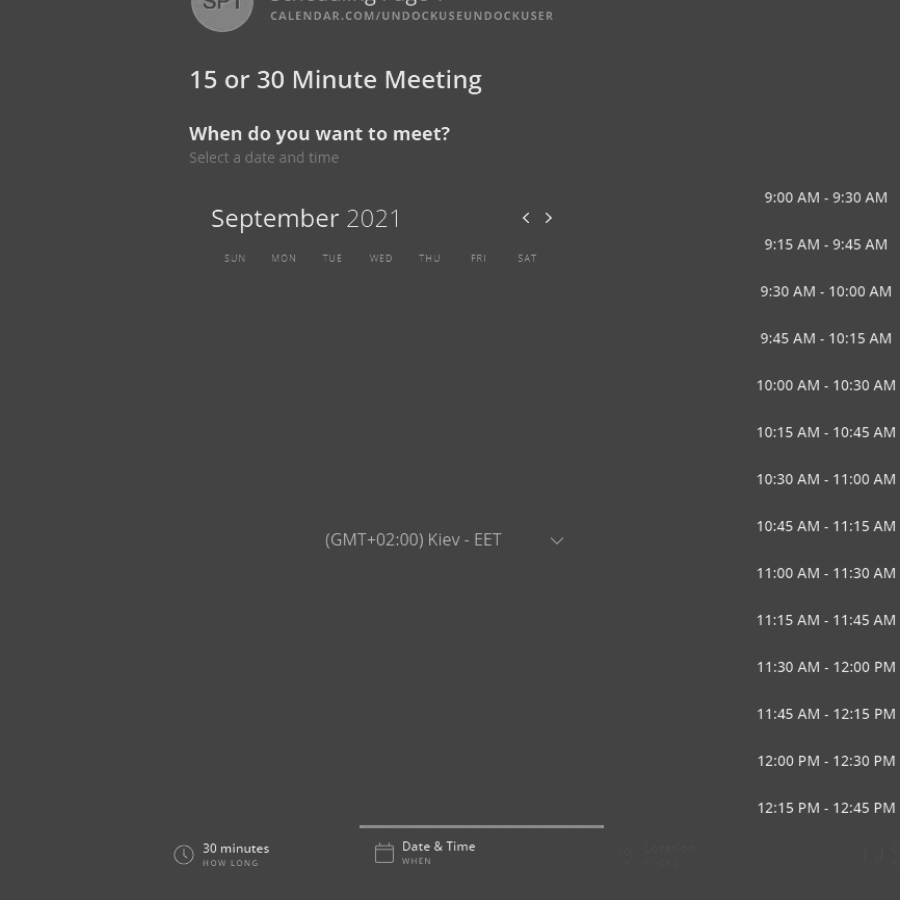 SPT
Scheduling Page 1
CALENDAR.COM/UNDOCKUSEUNDOCKUSER
15 or 30 Minute Meeting
When do you want to meet?
Select a date and time
September 2021
SUN MON TUE WED THU FRI SAT
(GMT+02:00) Kiev - EET
9:00 AM - 9:30 AM
9:15 AM - 9:45 AM
9:30 AM - 10:00 AM
9:45 AM - 10:15 AM
10:00 AM - 10:30 AM
10:15 AM - 10:45 AM
10:30 AM - 11:00 AM
10:45 AM - 11:15 AM
11:00 AM - 11:30 AM
11:15 AM - 11:45 AM
11:30 AM - 12:00 PM
11:45 AM - 12:15 PM
12:00 PM - 12:30 PM
12:15 PM - 12:45 PM
30 minutes
HOW LONG
Date & Time
WHEN
Location